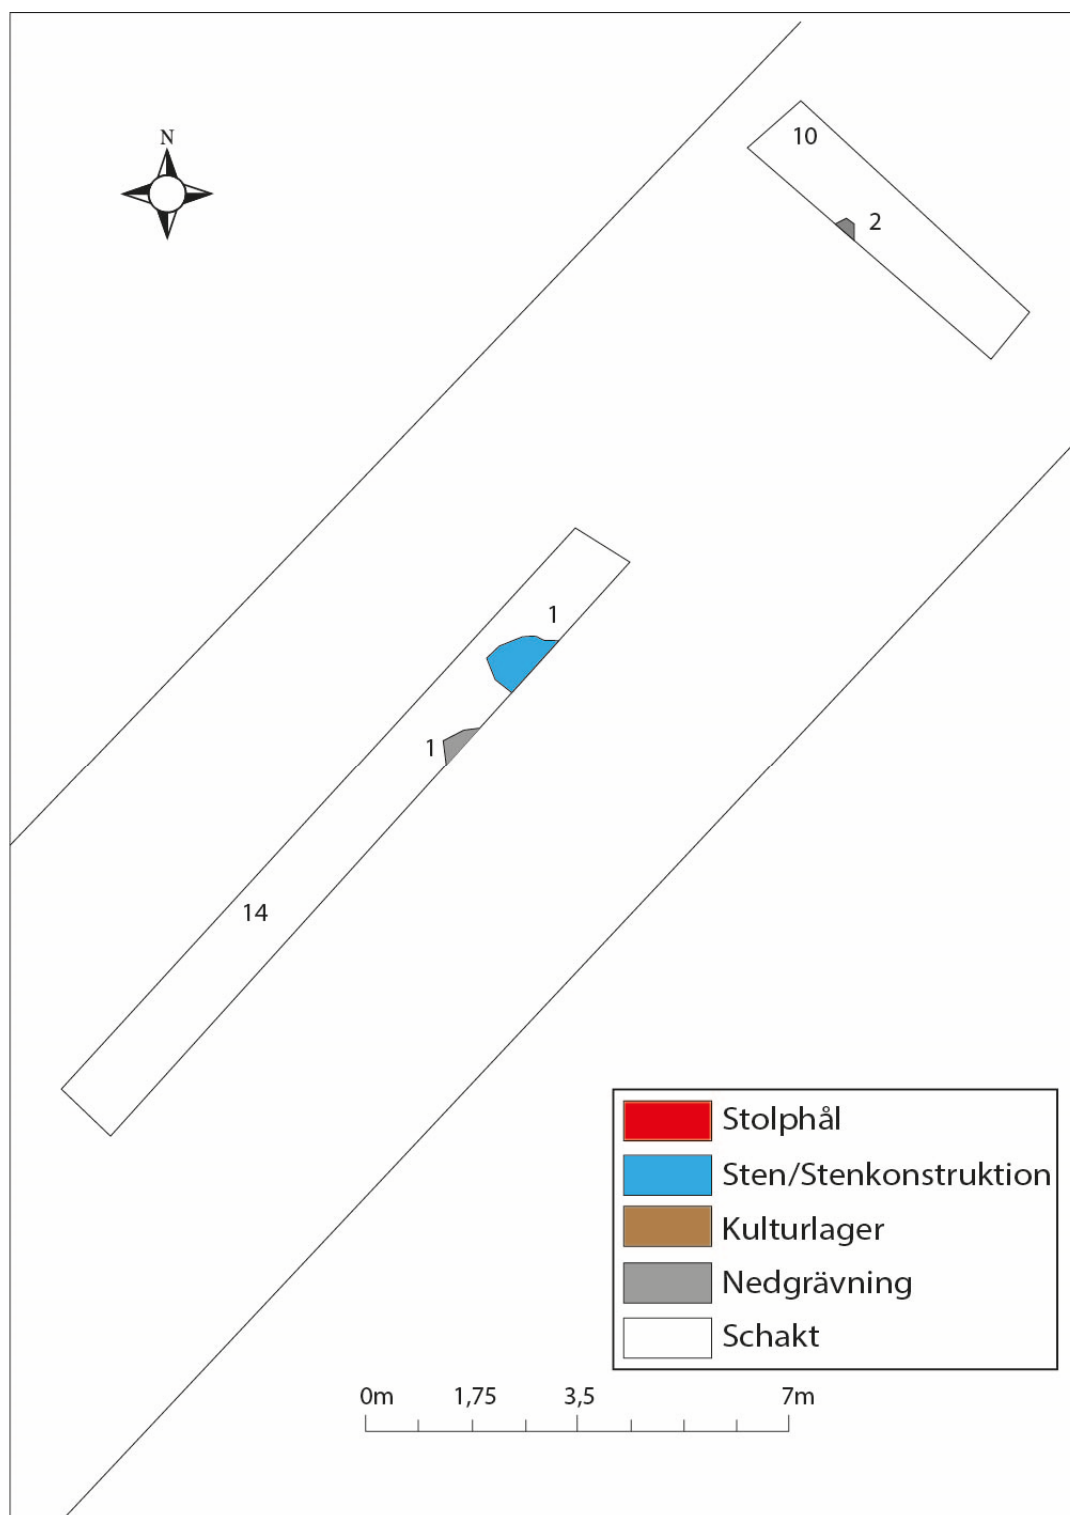 N
10
2
1
1
14
Stolphål
Sten/Stenkonstruktion
Kulturlager
Nedgrävning
Schakt
0m 1,75 3,5 7m